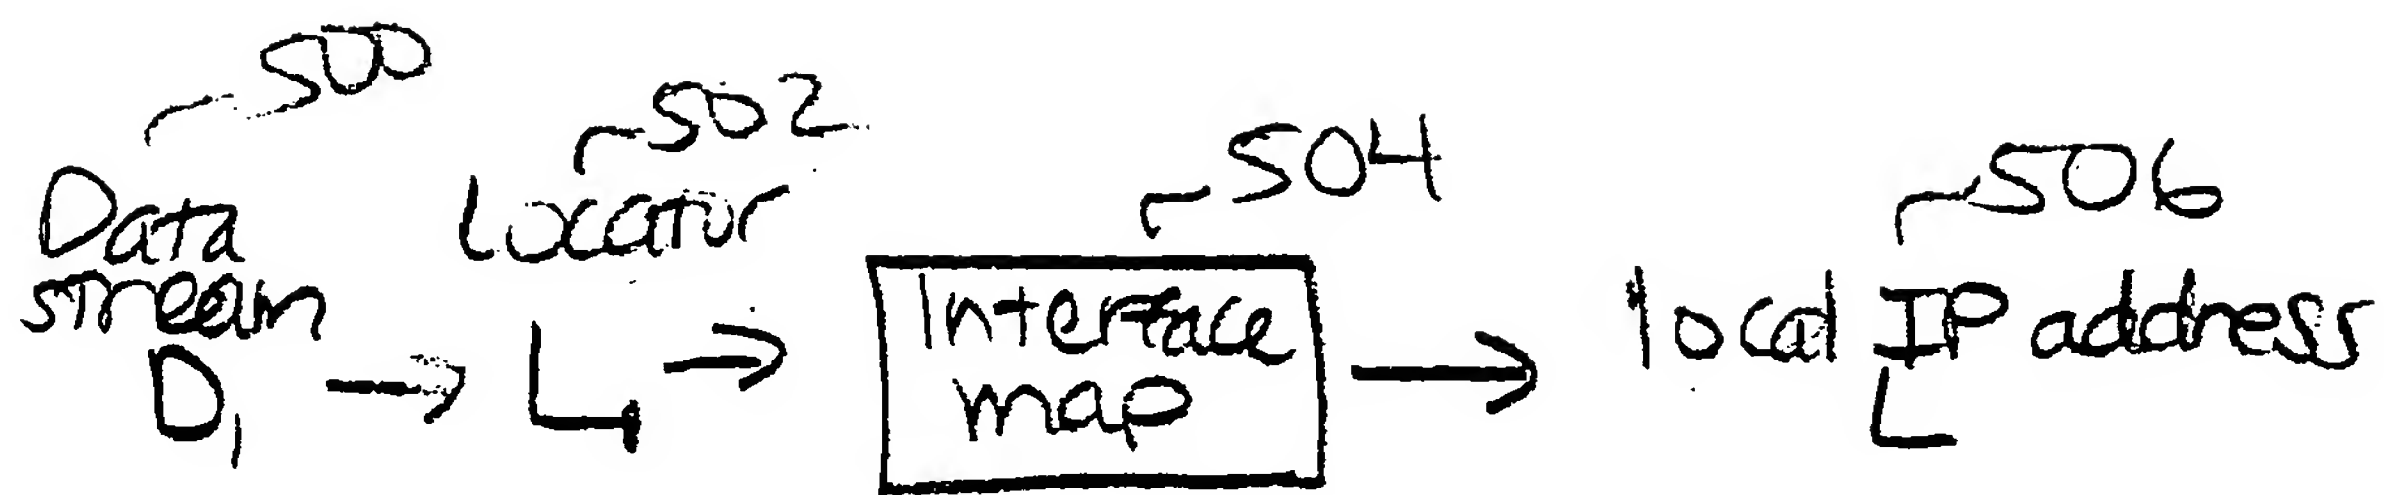 500
502
504
506
Data
stream
D₁
Locator
L₁
Interface
map
local IP address
L